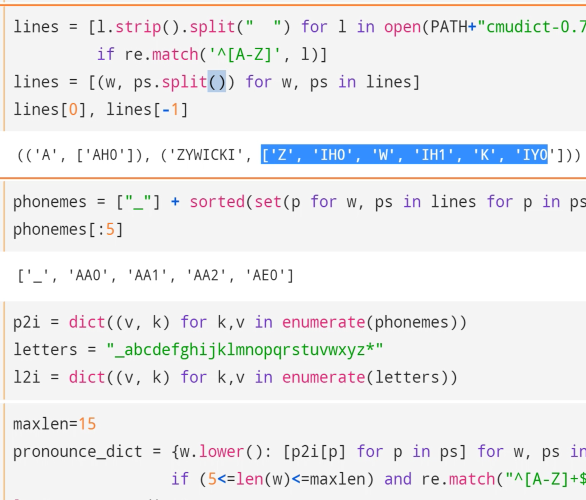 lines = [l.strip().split("  ") for l in open(PATH+"cmudict-0.7
if re.match('^[A-Z]', l)]
lines = [(w, ps.split()) for w, ps in lines]
lines[0], lines[-1]
(('A', ['AH0']), ('ZYWICKI', ['Z', 'IH0', 'W', 'IH1', 'K', 'IY0']))
phonemes = ["_"] + sorted(set(p for w, ps in lines for p in ps
phonemes[:5]
['_', 'AA0', 'AA1', 'AA2', 'AE0']
p2i = dict((v, k) for k,v in enumerate(phonemes))
letters = "_abcdefghijklmnopqrstuvwxyz*"
l2i = dict((v, k) for k,v in enumerate(letters))
maxlen=15
pronounce_dict = {w.lower(): [p2i[p] for p in ps] for w, ps in
if (5<=len(w)<=maxlen) and re.match("^[A-Z]+$